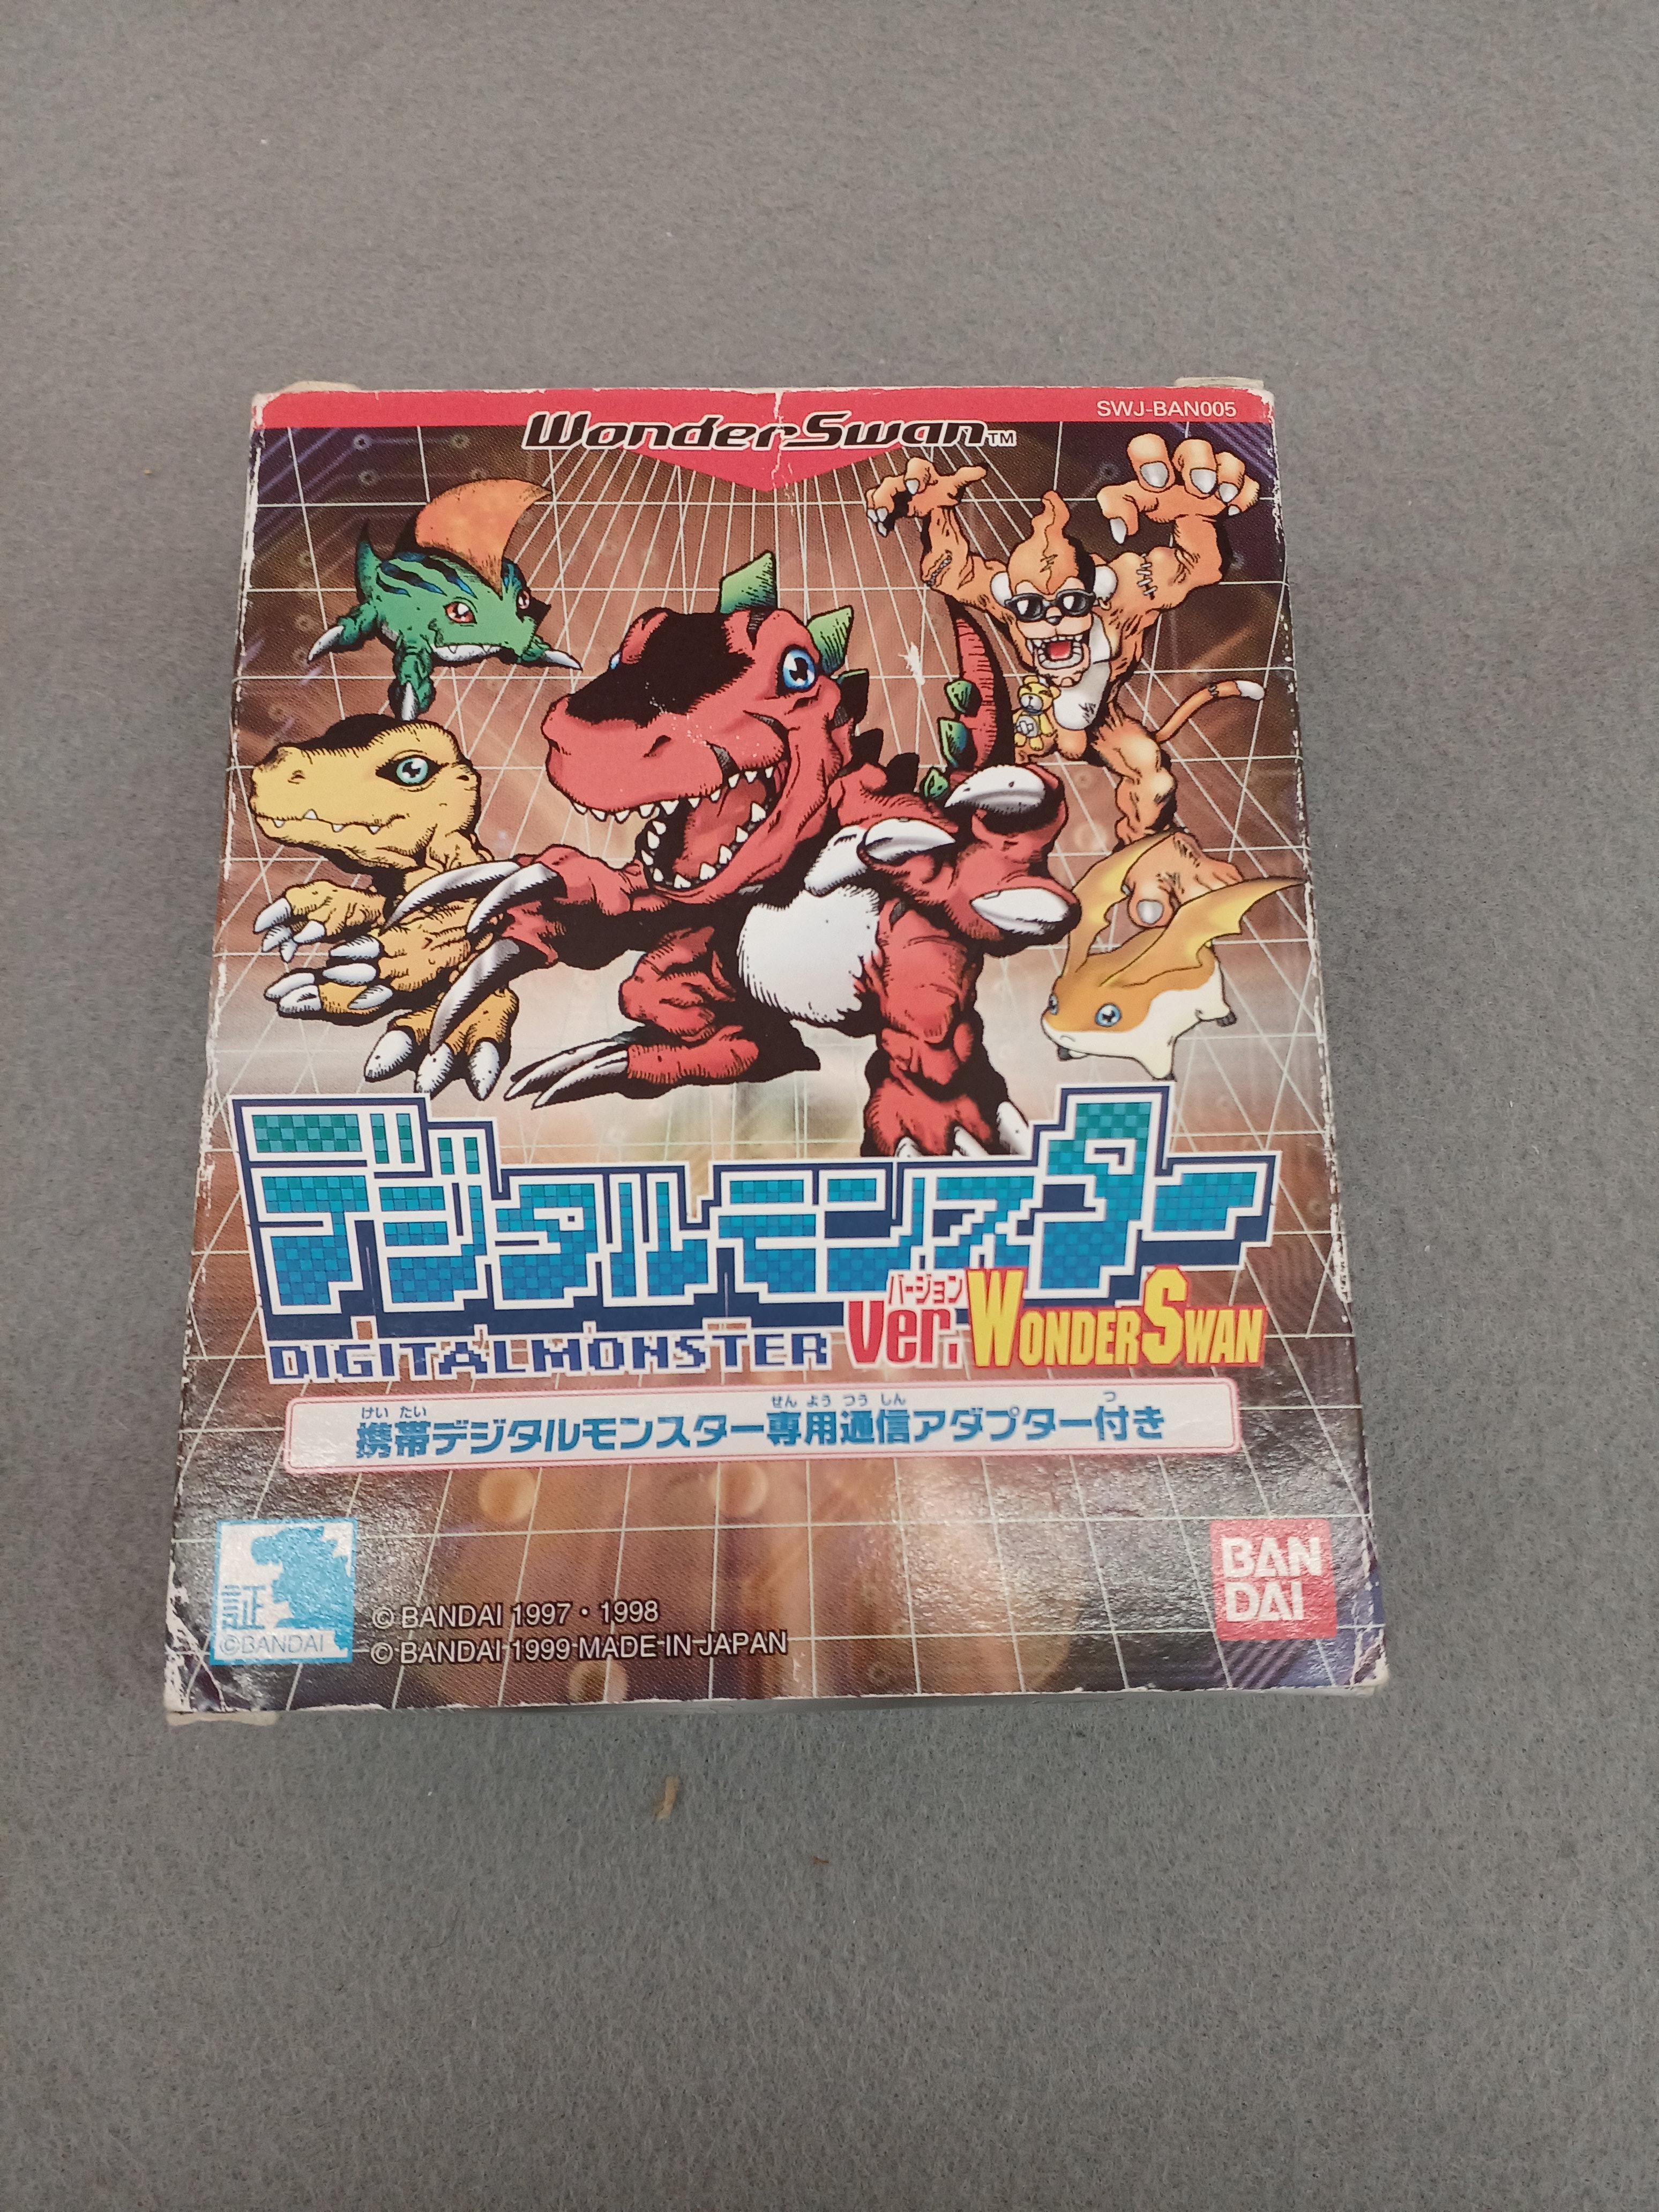 SWJ-BAN005
WonderSwan™
デジタルモンスター
バージョン
DIGITALMONSTER Ver. WONDERSWAN
けい たい せん よう つう しん つ
携帯デジタルモンスター専用通信アダプター付き
証
©BANDAI
© BANDAI 1997・1998
© BANDAI 1999 MADE IN JAPAN
BAN
DAI